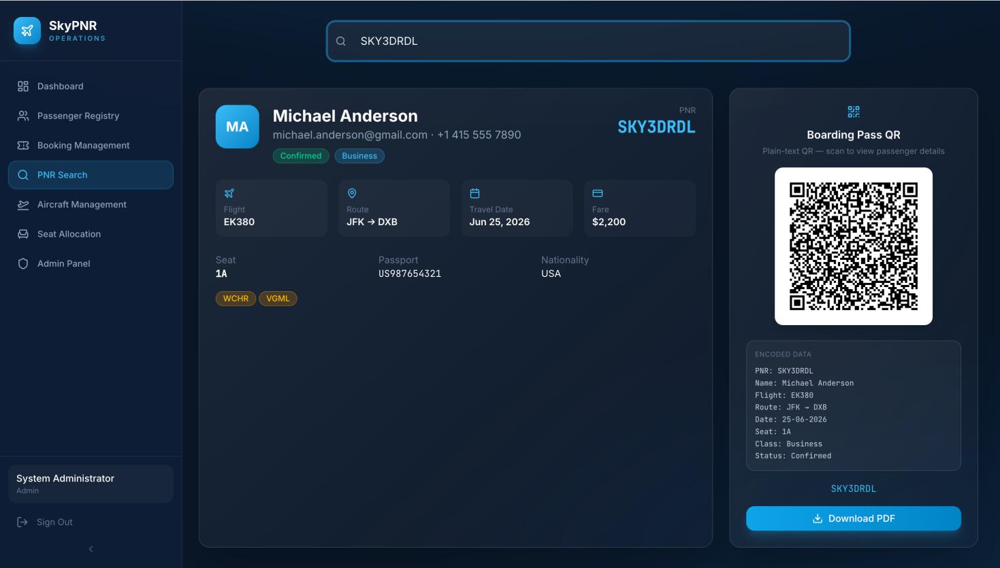 SkyPNR
OPERATIONS
Dashboard
Passenger Registry
Booking Management
PNR Search
Aircraft Management
Seat Allocation
Admin Panel
System Administrator
Admin
Sign Out
SKY3DRDL
MA
Michael Anderson
michael.anderson@gmail.com · +1 415 555 7890
Confirmed
Business
PNR
SKY3DRDL
Flight
EK380
Route
JFK → DXB
Travel Date
Jun 25, 2026
Fare
$2,200
Seat
1A
Passport
US987654321
Nationality
USA
WCHR
VGML
Boarding Pass QR
Plain-text QR — scan to view passenger details
ENCODED DATA
PNR: SKY3DRDL
Name: Michael Anderson
Flight: EK380
Route: JFK → DXB
Date: 25-06-2026
Seat: 1A
Class: Business
Status: Confirmed
SKY3DRDL
Download PDF